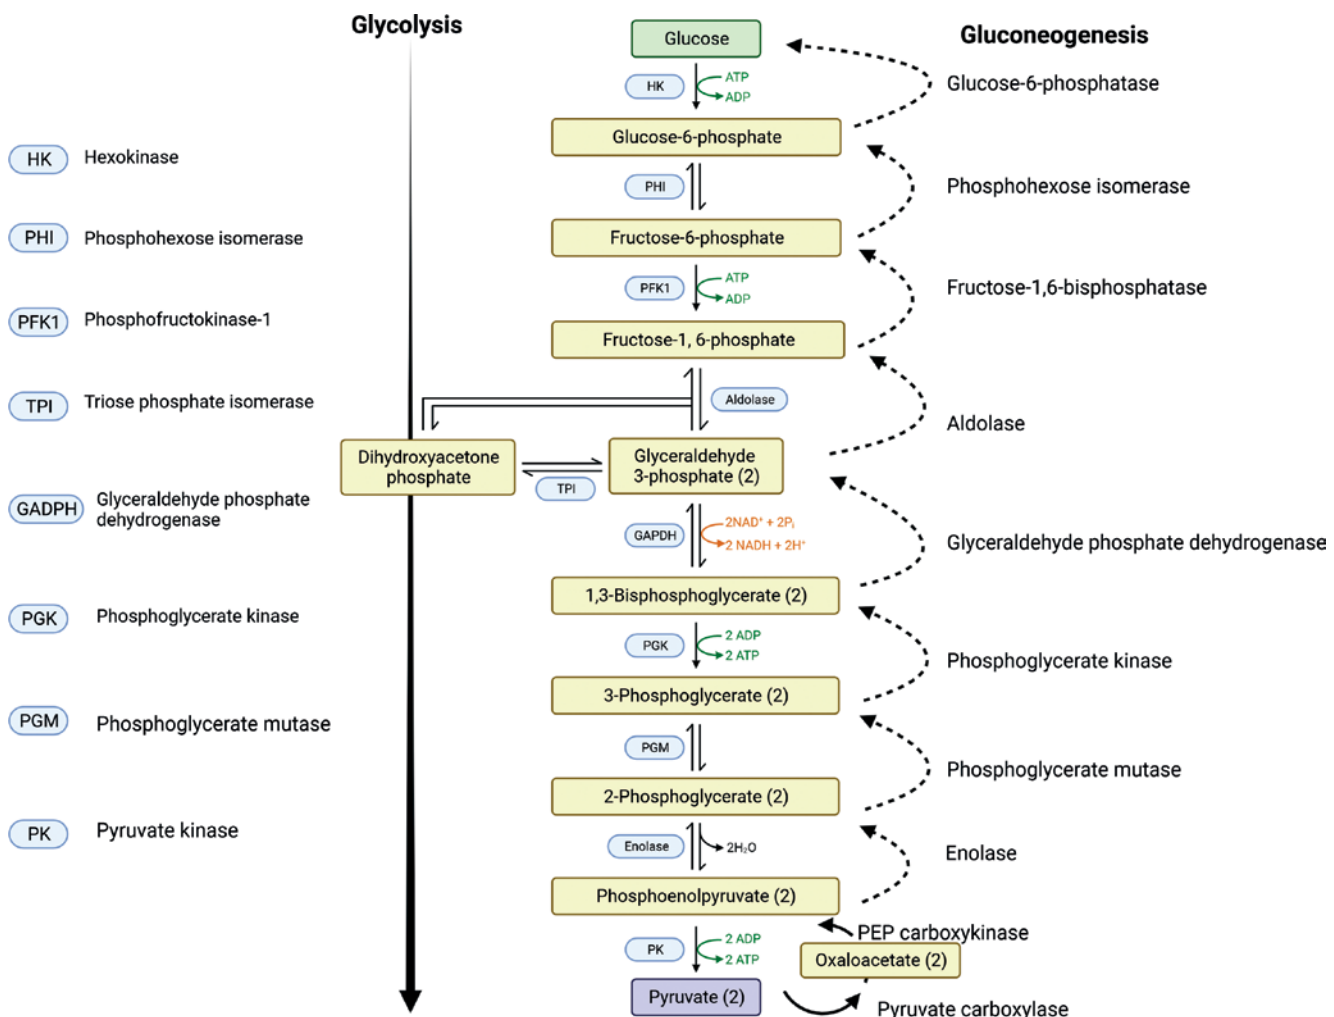 Glycolysis
Glucose
Gluconeogenesis
HK
ATP
ADP
Glucose-6-phosphatase
Glucose-6-phosphate
HK
Hexokinase
PHI
Phosphohexose isomerase
PHI
Phosphohexose isomerase
Fructose-6-phosphate
PFK1
ATP
ADP
Fructose-1,6-bisphosphatase
PFK1
Phosphofructokinase-1
Fructose-1, 6-phosphate
TPI
Triose phosphate isomerase
Aldolase
Aldolase
Dihydroxyacetone
phosphate
TPI
Glyceraldehyde
3-phosphate (2)
GADPH
Glyceraldehyde phosphate
dehydrogenase
GAPDH
2NAD⁺ + 2Pᵢ
2 NADH + 2H⁺
Glyceraldehyde phosphate dehydrogenase
1,3-Bisphosphoglycerate (2)
PGK
Phosphoglycerate kinase
PGK
2 ADP
2 ATP
Phosphoglycerate kinase
3-Phosphoglycerate (2)
PGM
Phosphoglycerate mutase
PGM
Phosphoglycerate mutase
2-Phosphoglycerate (2)
PK
Pyruvate kinase
Enolase
2H₂O
Enolase
Phosphoenolpyruvate (2)
PEP carboxykinase
PK
2 ADP
2 ATP
Oxaloacetate (2)
Pyruvate (2)
Pyruvate carboxylase